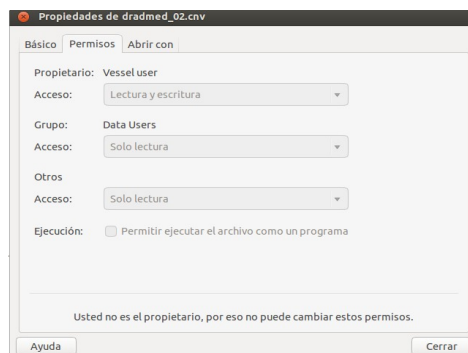 Propiedades de dradmed_02.cnv
Básico Permisos Abrir con
Propietario: Vessel user
Acceso: Lectura y escritura
Grupo: Data Users
Acceso: Solo lectura
Otros
Acceso: Solo lectura
Ejecución: Permitir ejecutar el archivo como un programa
Usted no es el propietario, por eso no puede cambiar estos permisos.
Ayuda Cerrar